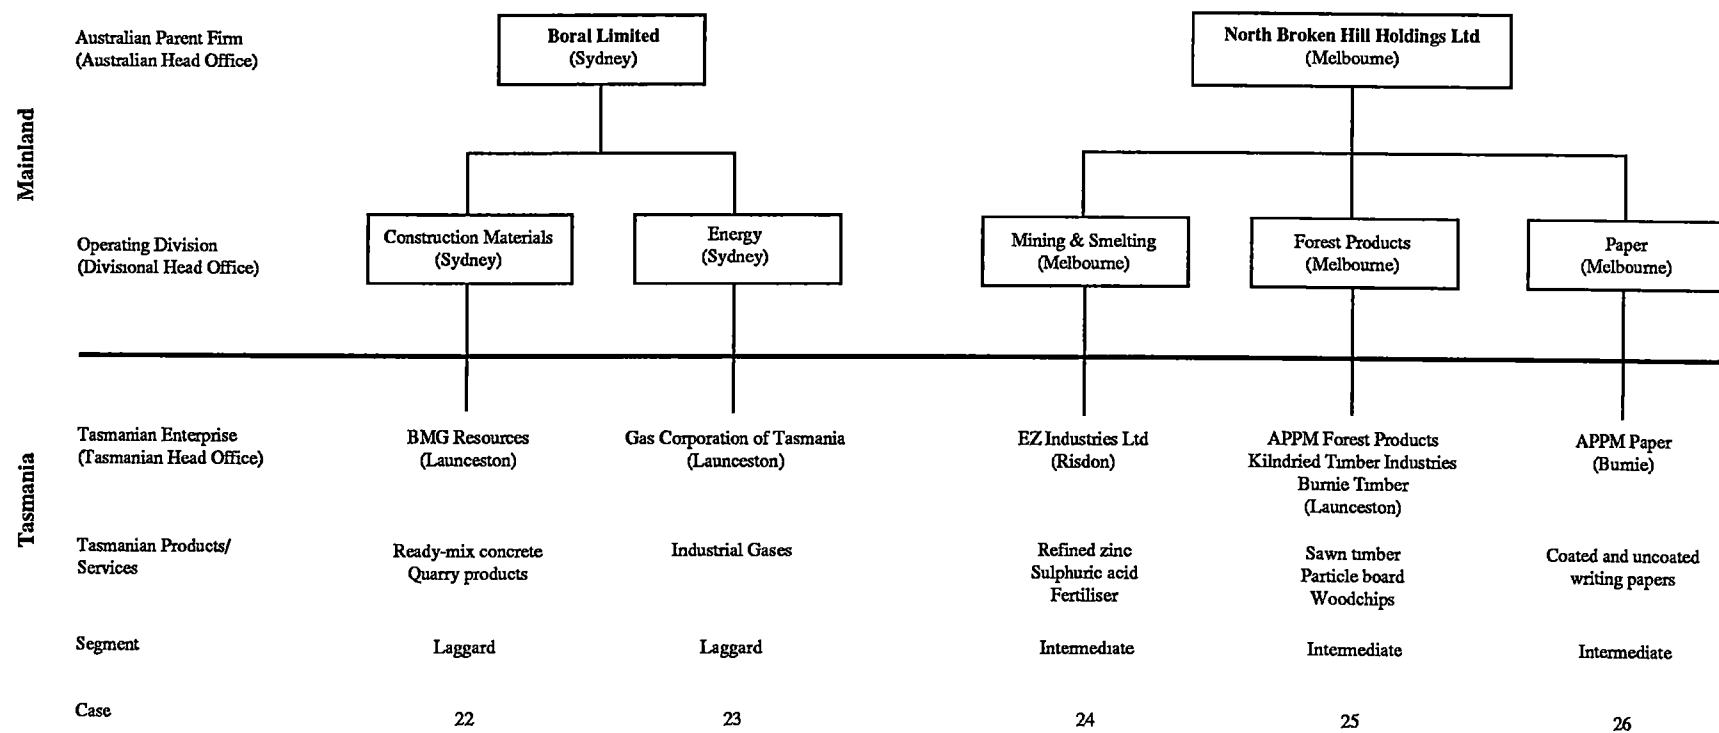 Mainland
Tasmania
Australian Parent Firm
(Australian Head Office)
Boral Limited
(Sydney)
North Broken Hill Holdings Ltd
(Melbourne)
Operating Division
(Divisional Head Office)
Construction Materials
(Sydney)
Energy
(Sydney)
Mining & Smelting
(Melbourne)
Forest Products
(Melbourne)
Paper
(Melbourne)
Tasmanian Enterprise
(Tasmanian Head Office)
BMG Resources
(Launceston)
Gas Corporation of Tasmania
(Launceston)
EZ Industries Ltd
(Risdon)
APPM Forest Products
Kilndried Timber Industries
Burnie Timber
(Launceston)
APPM Paper
(Burnie)
Tasmanian Products/
Services
Ready-mix concrete
Quarry products
Industrial Gases
Refined zinc
Sulphuric acid
Fertiliser
Sawn timber
Particle board
Woodchips
Coated and uncoated
writing papers
Segment
Laggard
Laggard
Intermediate
Intermediate
Intermediate
Case
22
23
24
25
26